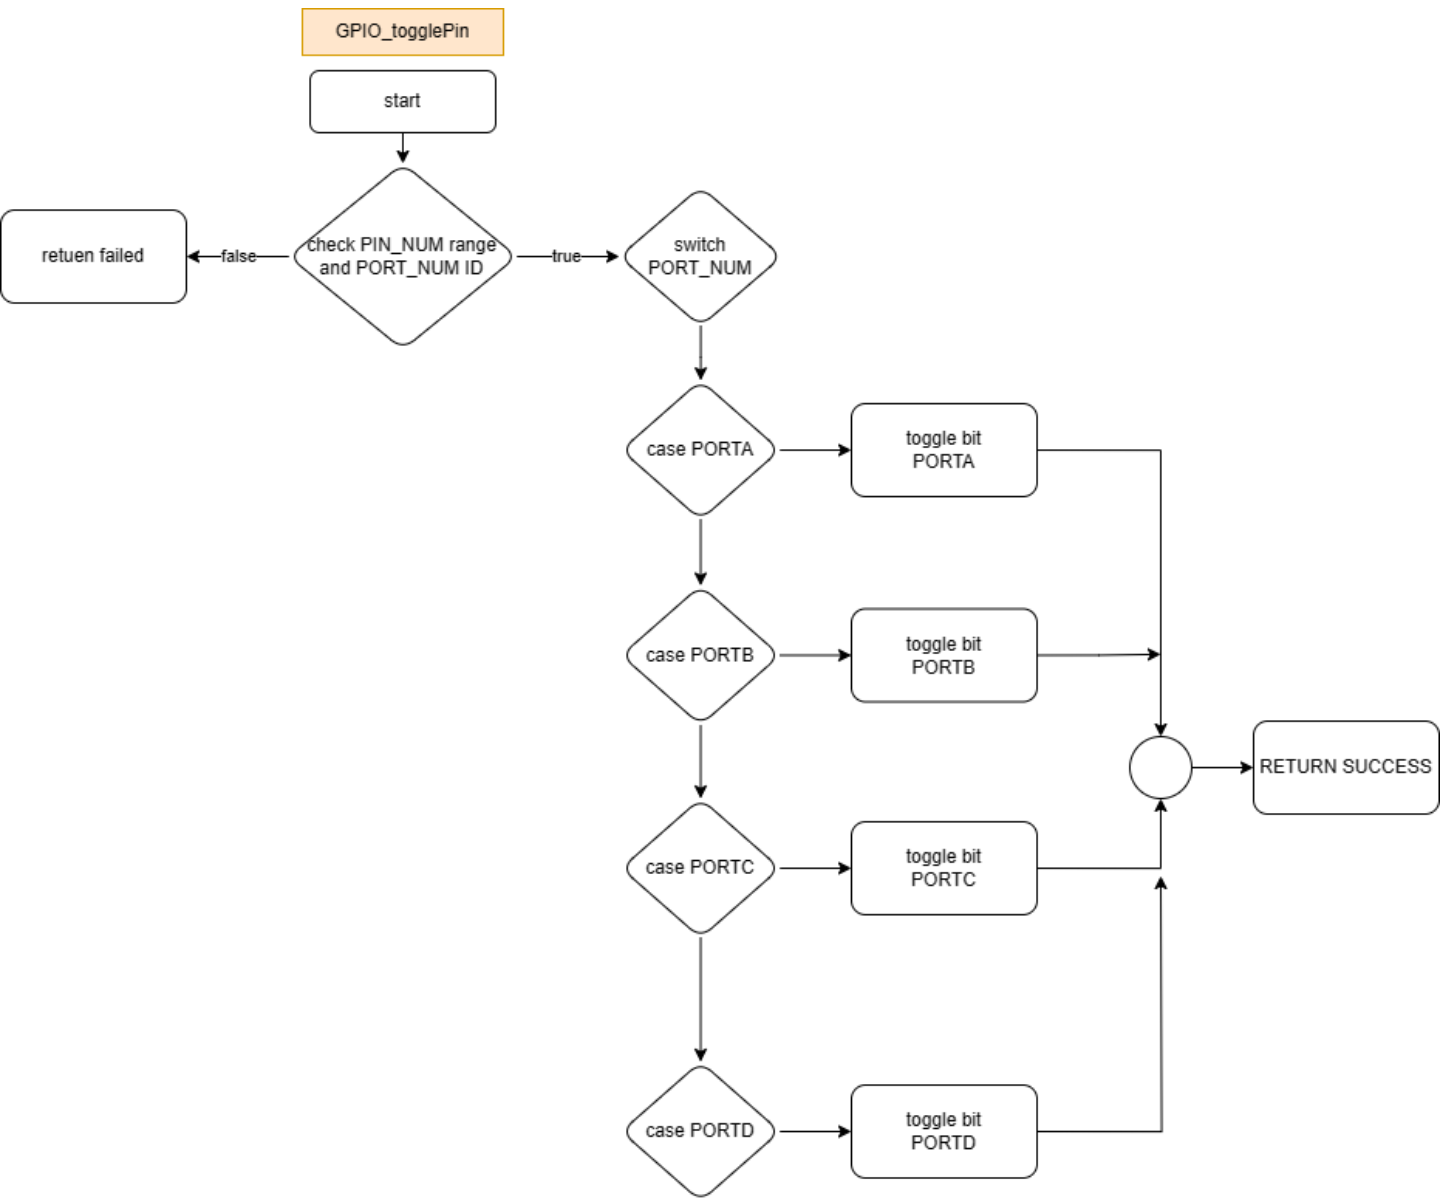 GPIO_togglePin
start
check PIN_NUM range
and PORT_NUM ID
false
retuen failed
true
switch
PORT_NUM
case PORTA
toggle bit
PORTA
case PORTB
toggle bit
PORTB
RETURN SUCCESS
case PORTC
toggle bit
PORTC
case PORTD
toggle bit
PORTD